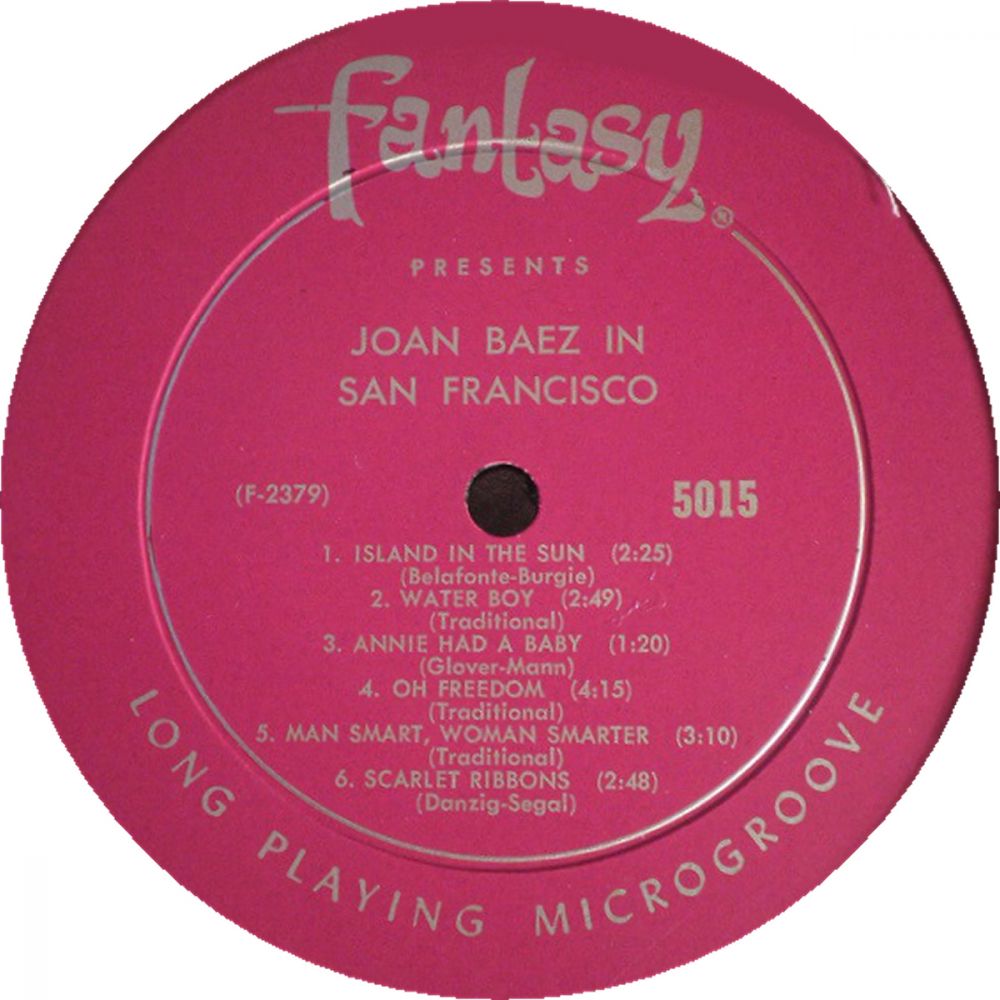 Fantasy®
PRESENTS
JOAN BAEZ IN
SAN FRANCISCO
(F-2379)
5015
1. ISLAND IN THE SUN (2:25)
(Belafonte-Burgie)
2. WATER BOY (2:49)
(Traditional)
3. ANNIE HAD A BABY (1:20)
(Glover-Mann)
4. OH FREEDOM (4:15)
(Traditional)
5. MAN SMART, WOMAN SMARTER (3:10)
(Traditional)
6. SCARLET RIBBONS (2:48)
(Danzig-Segal)
LONG PLAYING MICROGROOVE